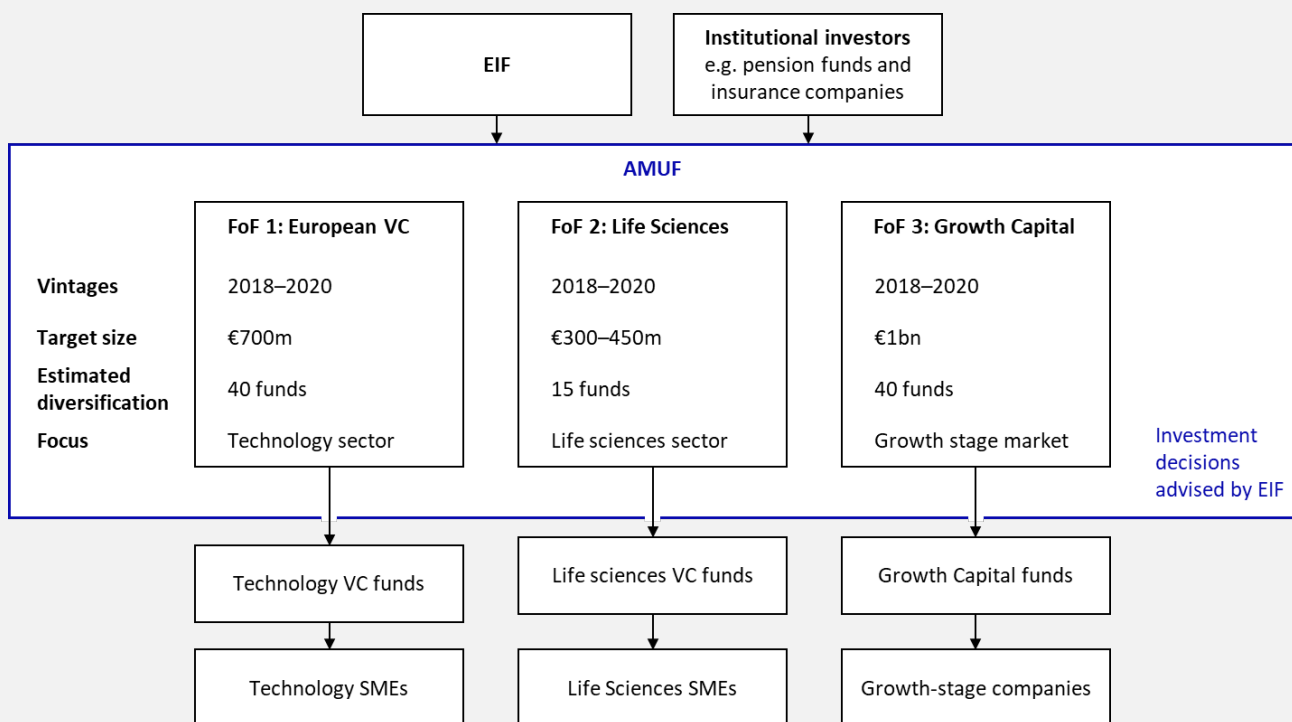 EIF
Institutional investors
e.g. pension funds and
insurance companies
AMUF
FoF 1: European VC
FoF 2: Life Sciences
FoF 3: Growth Capital
Vintages
2018–2020
2018–2020
2018–2020
Target size
€700m
€300–450m
€1bn
Estimated
diversification
40 funds
15 funds
40 funds
Focus
Technology sector
Life sciences sector
Growth stage market
Investment
decisions
advised by EIF
Technology VC funds
Life sciences VC funds
Growth Capital funds
Technology SMEs
Life Sciences SMEs
Growth-stage companies